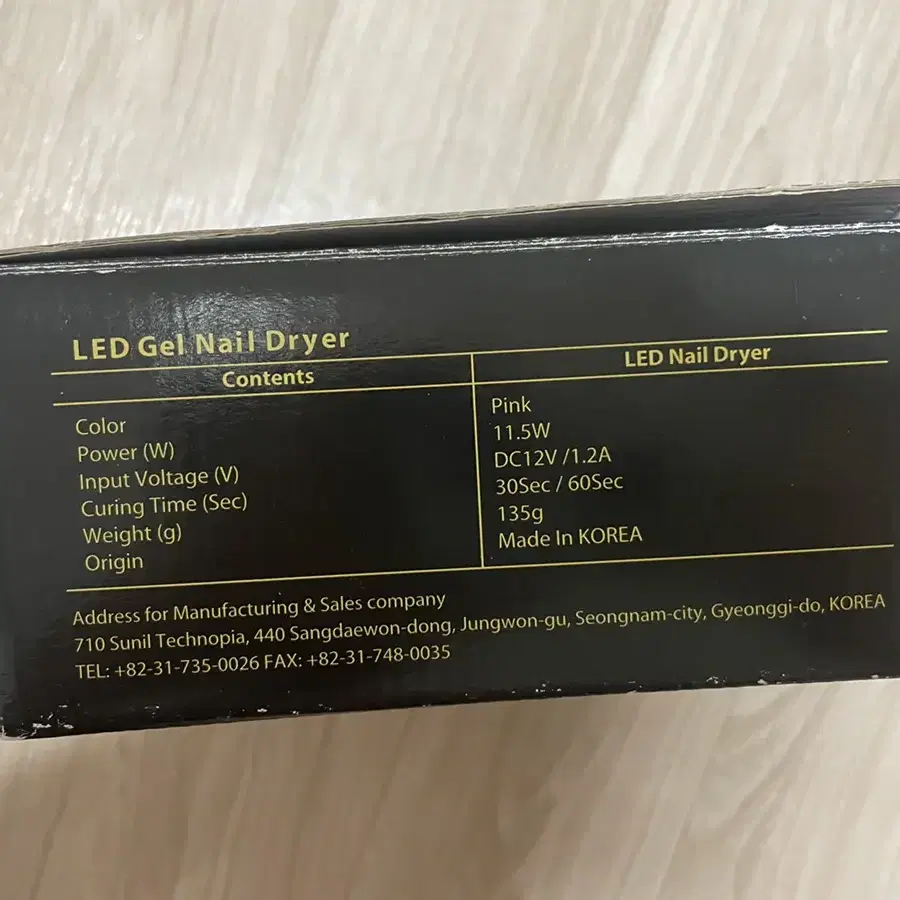 LED Gel Nail Dryer
Contents LED Nail Dryer
Color Pink
Power (W) 11.5W
Input Voltage (V) DC12V /1.2A
Curing Time (Sec) 30Sec / 60Sec
Weight (g) 135g
Origin Made In KOREA
Address for Manufacturing & Sales company
710 Sunil Technopia, 440 Sangdaewon-dong, Jungwon-gu, Seongnam-city, Gyeonggi-do, KOREA
TEL: +82-31-735-0026 FAX: +82-31-748-0035